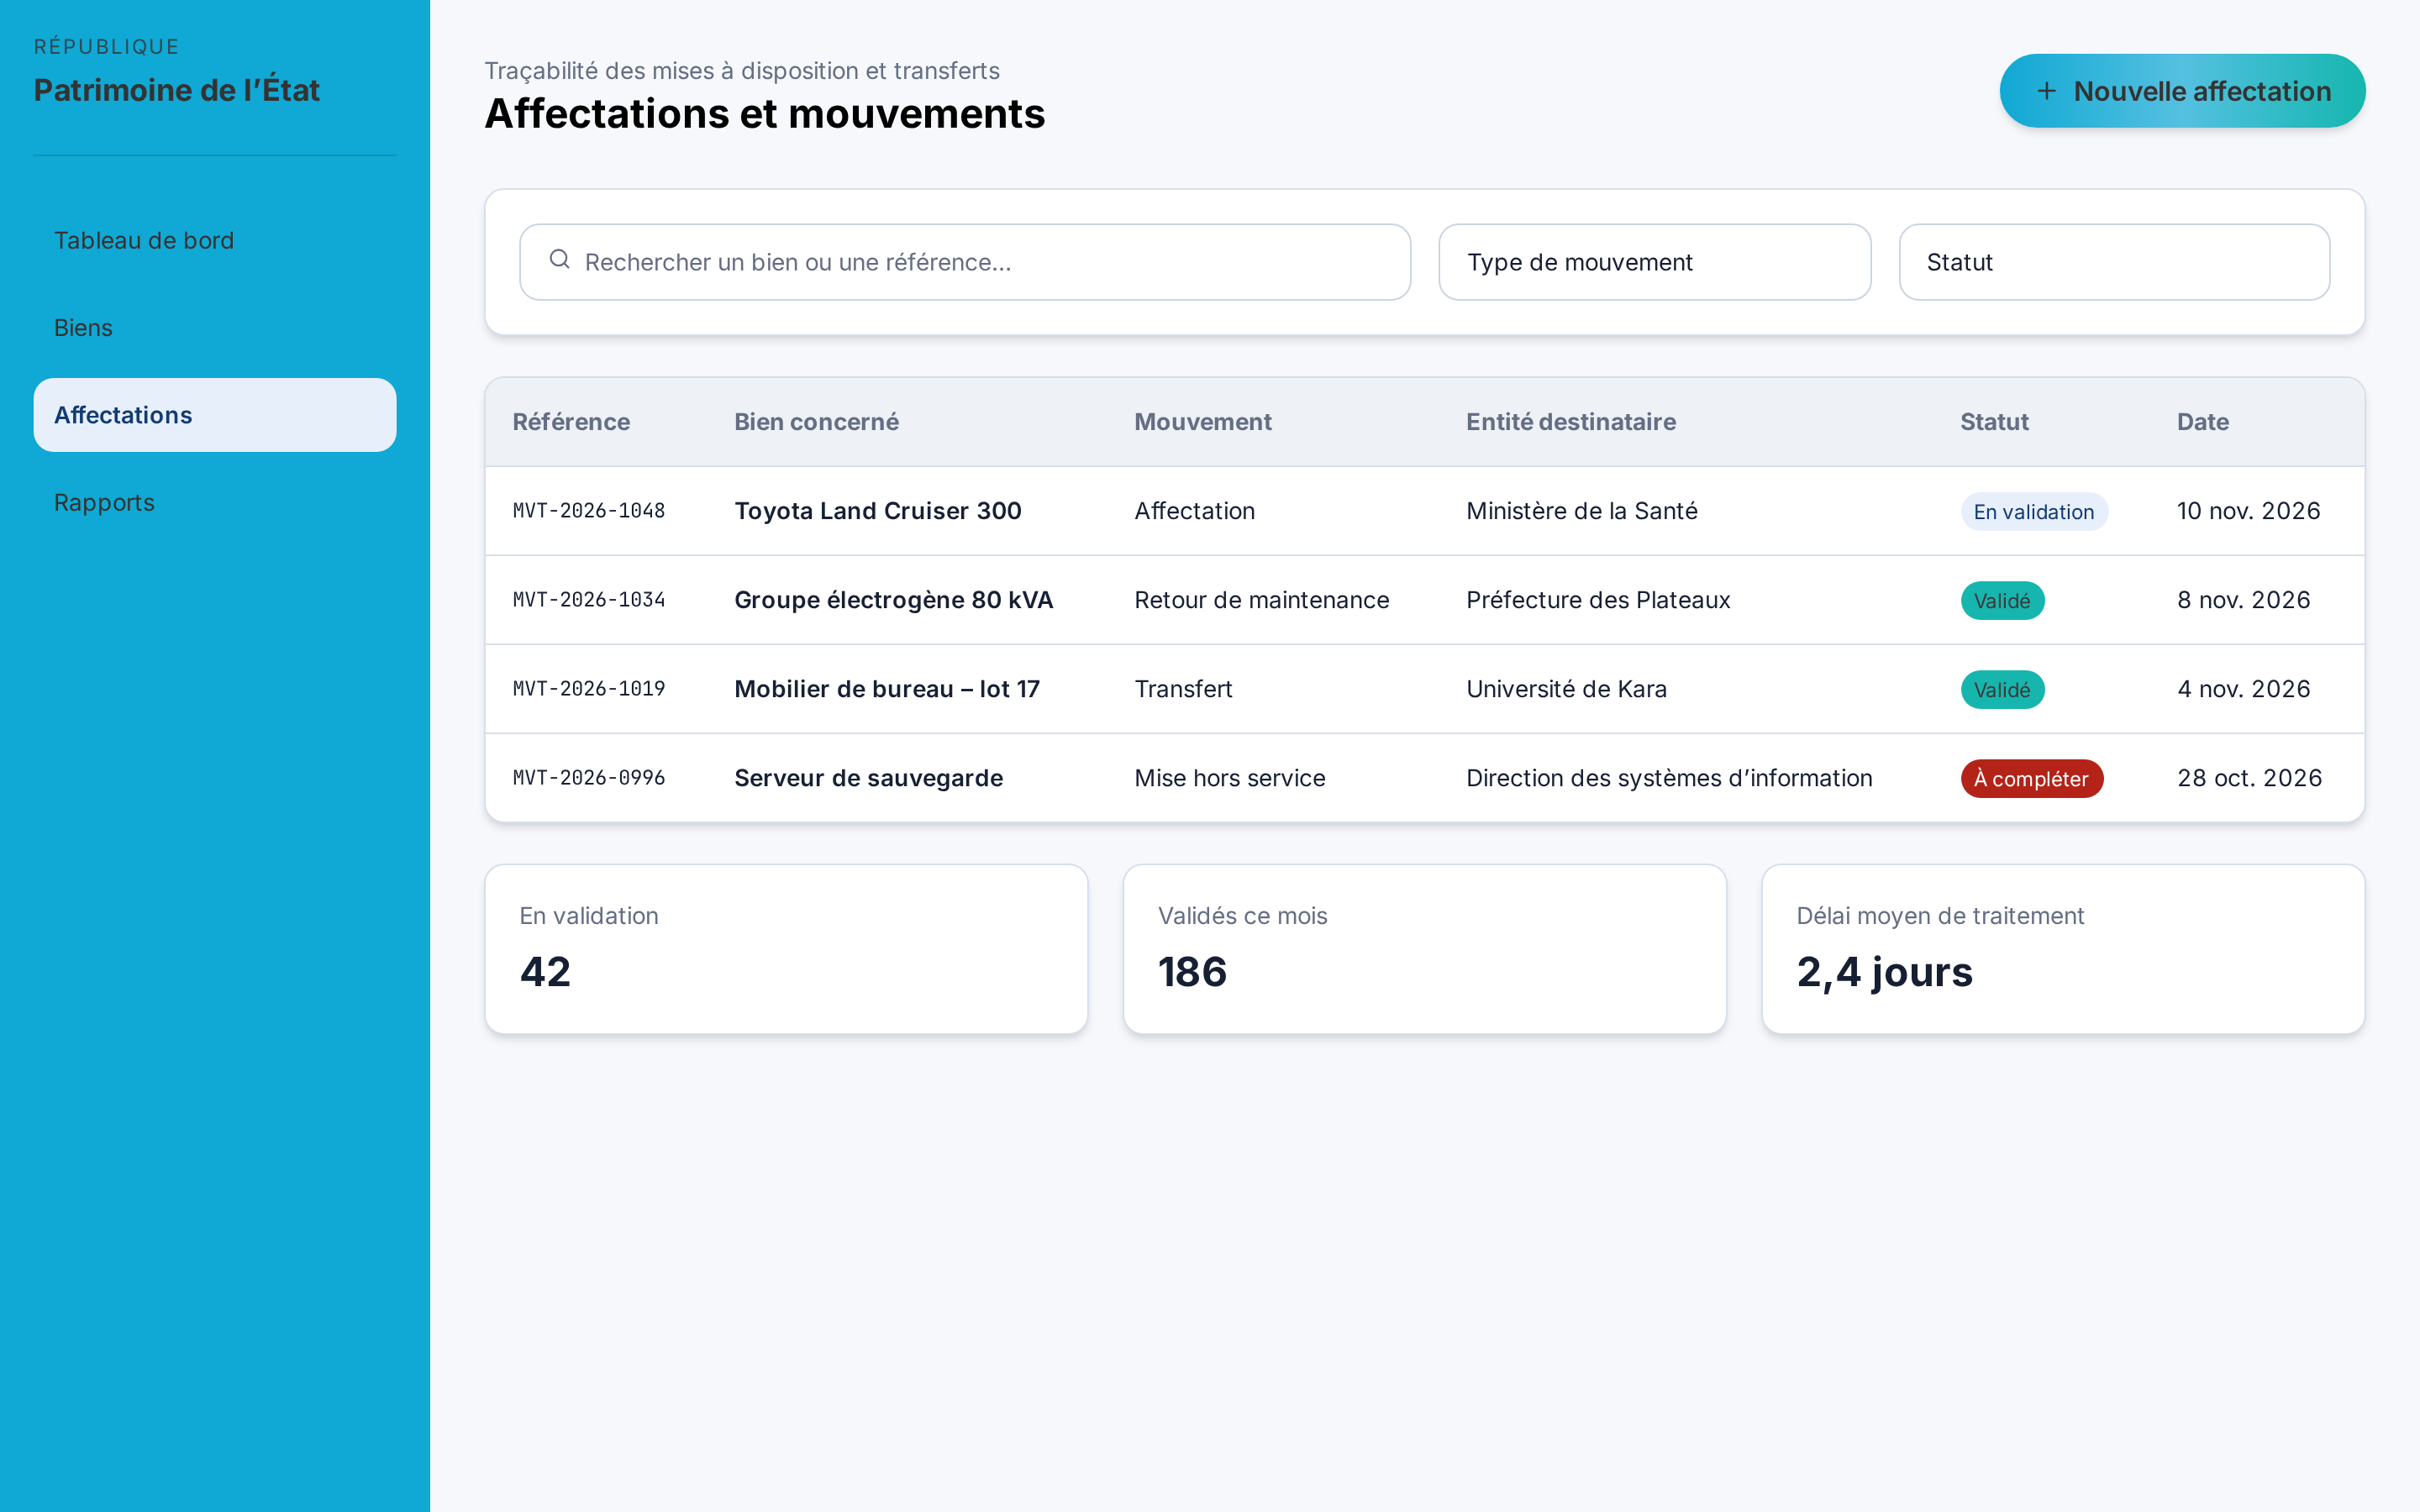 RÉPUBLIQUE
Patrimoine de l’État
Tableau de bord
Biens
Affectations
Rapports
Traçabilité des mises à disposition et transferts
Affectations et mouvements
+ Nouvelle affectation
Rechercher un bien ou une référence...
Type de mouvement
Statut
Référence Bien concerné Mouvement Entité destinataire Statut Date
MVT-2026-1048 Toyota Land Cruiser 300 Affectation Ministère de la Santé En validation 10 nov. 2026
MVT-2026-1034 Groupe électrogène 80 kVA Retour de maintenance Préfecture des Plateaux Validé 8 nov. 2026
MVT-2026-1019 Mobilier de bureau – lot 17 Transfert Université de Kara Validé 4 nov. 2026
MVT-2026-0996 Serveur de sauvegarde Mise hors service Direction des systèmes d’information À compléter 28 oct. 2026
En validation
42
Validés ce mois
186
Délai moyen de traitement
2,4 jours